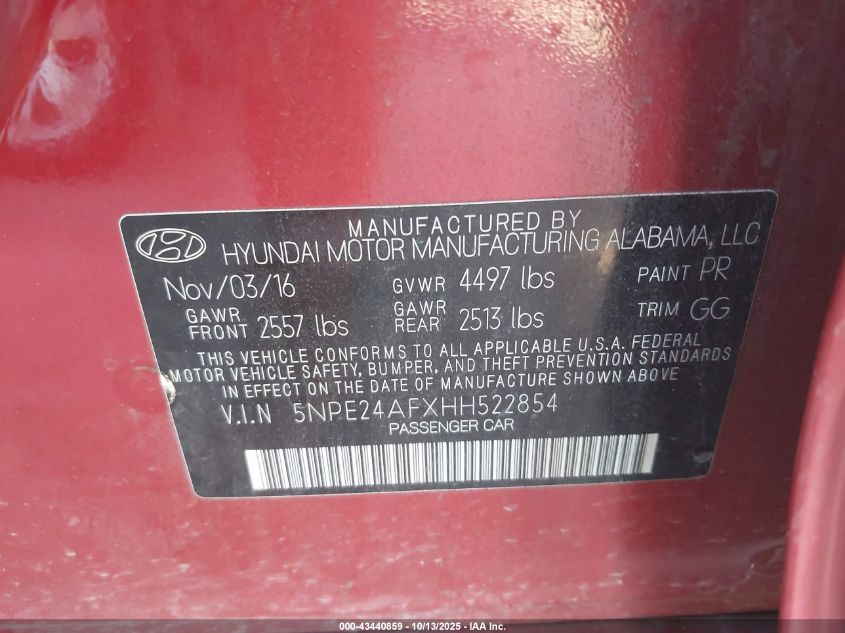 MANUFACTURED BY
HYUNDAI MOTOR MANUFACTURING ALABAMA, LLC
Nov/03/16 GVWR 4497 lbs PAINT PR
GAWR FRONT 2557 lbs GAWR REAR 2513 lbs TRIM GG
THIS VEHICLE CONFORMS TO ALL APPLICABLE U.S.A. FEDERAL
MOTOR VEHICLE SAFETY, BUMPER, AND THEFT PREVENTION STANDARDS
IN EFFECT ON THE DATE OF MANUFACTURE SHOWN ABOVE
V.I.N 5NPE24AFXHH522854
PASSENGER CAR
000-43440859 - 10/13/2025 - IAA Inc.